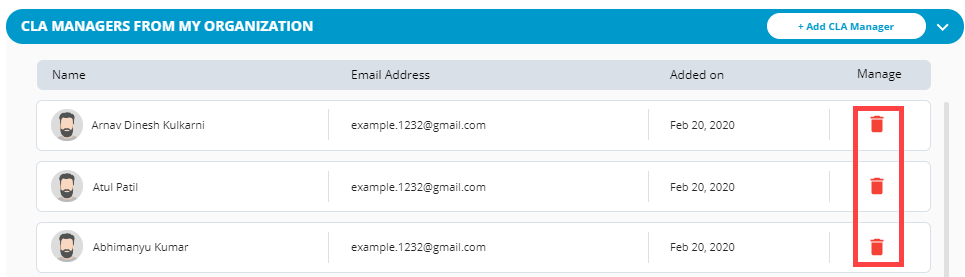 CLA MANAGERS FROM MY ORGANIZATION + Add CLA Manager
Name Email Address Added on Manage
Arnav Dinesh Kulkarni example.1232@gmail.com Feb 20, 2020
Atul Patil example.1232@gmail.com Feb 20, 2020
Abhimanyu Kumar example.1232@gmail.com Feb 20, 2020